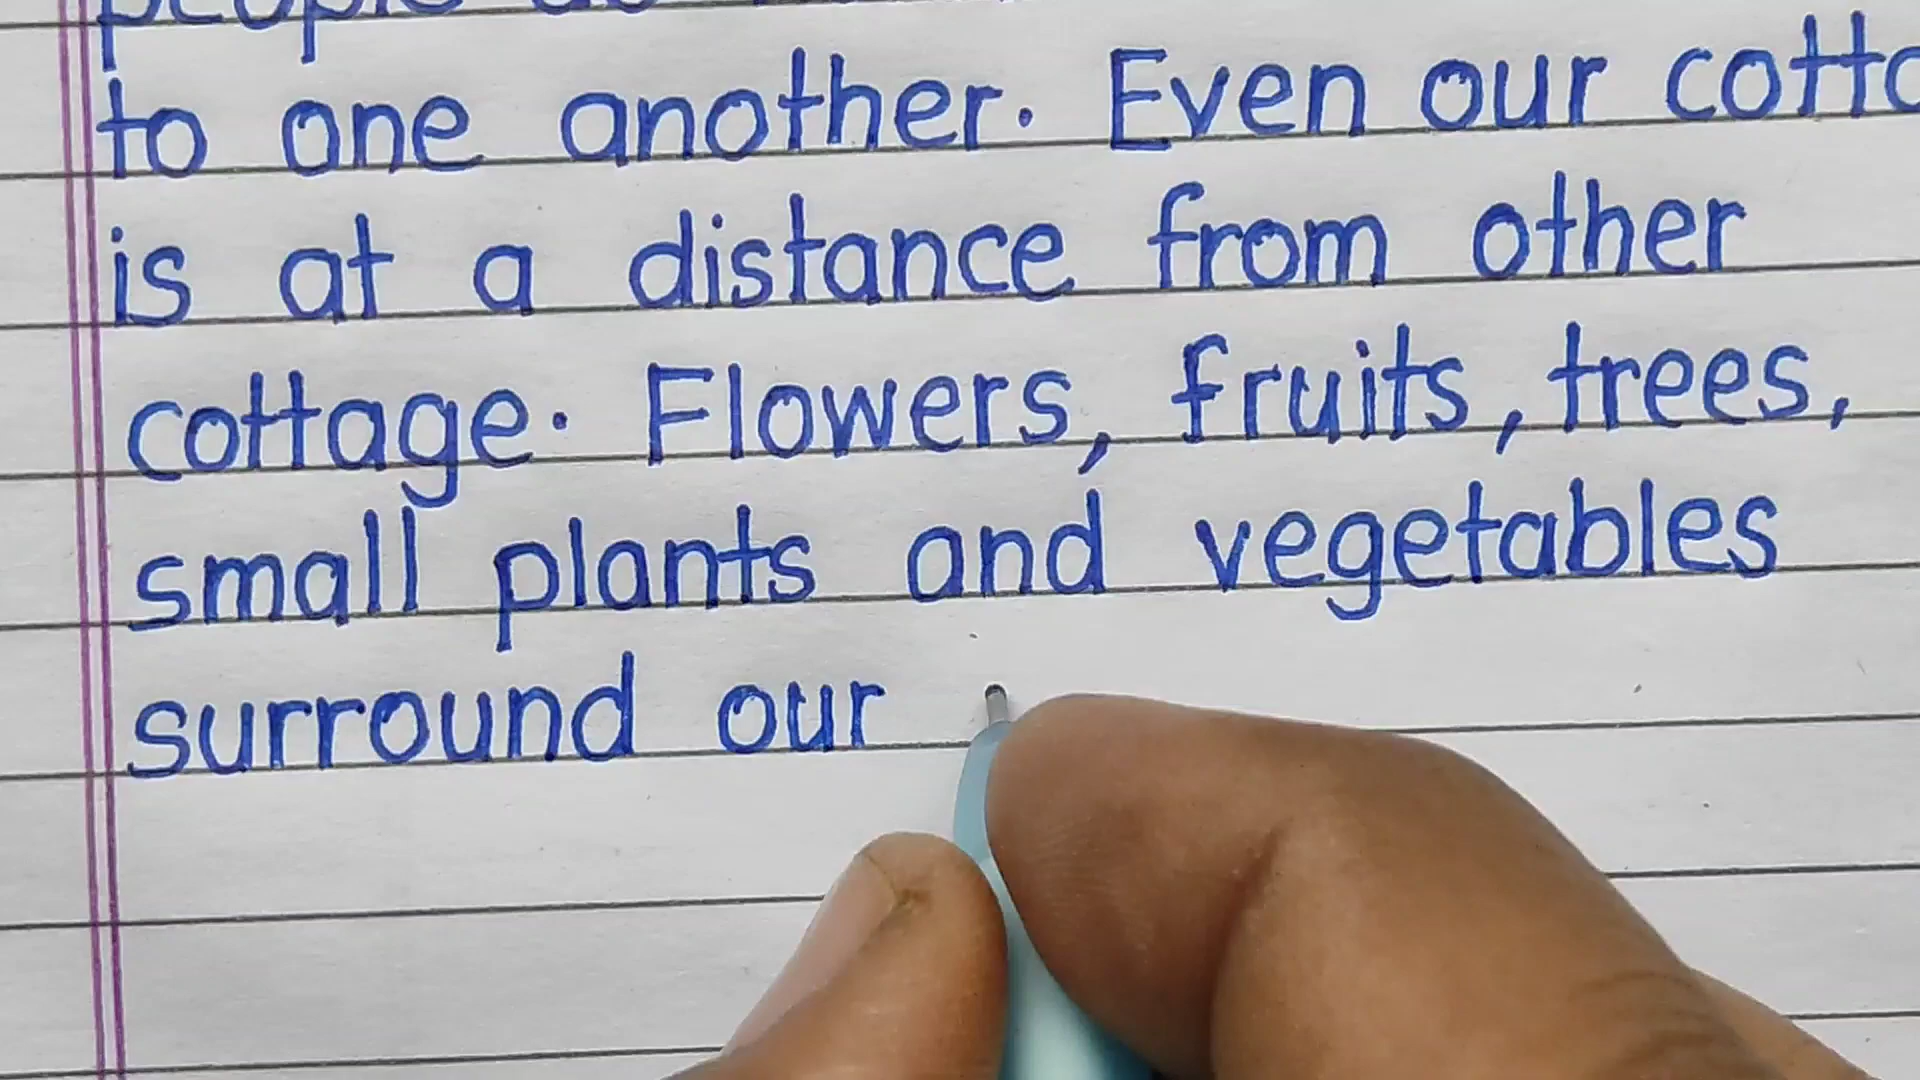 people
to one another. Even our cotta
is at a distance from other
cottage. Flowers, fruits, trees,
small plants and vegetables
surround our